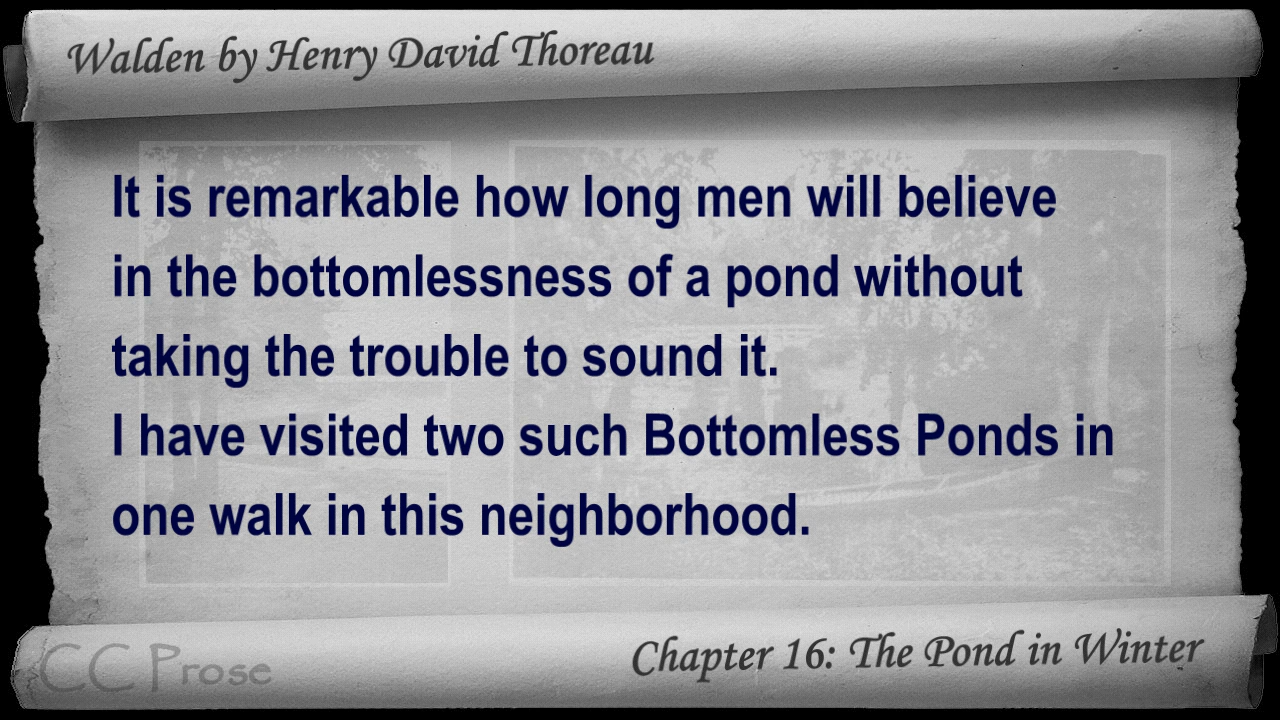 Walden by Henry David Thoreau
It is remarkable how long men will believe
in the bottomlessness of a pond without
taking the trouble to sound it.
I have visited two such Bottomless Ponds in
one walk in this neighborhood.
CC Prose
Chapter 16: The Pond in Winter